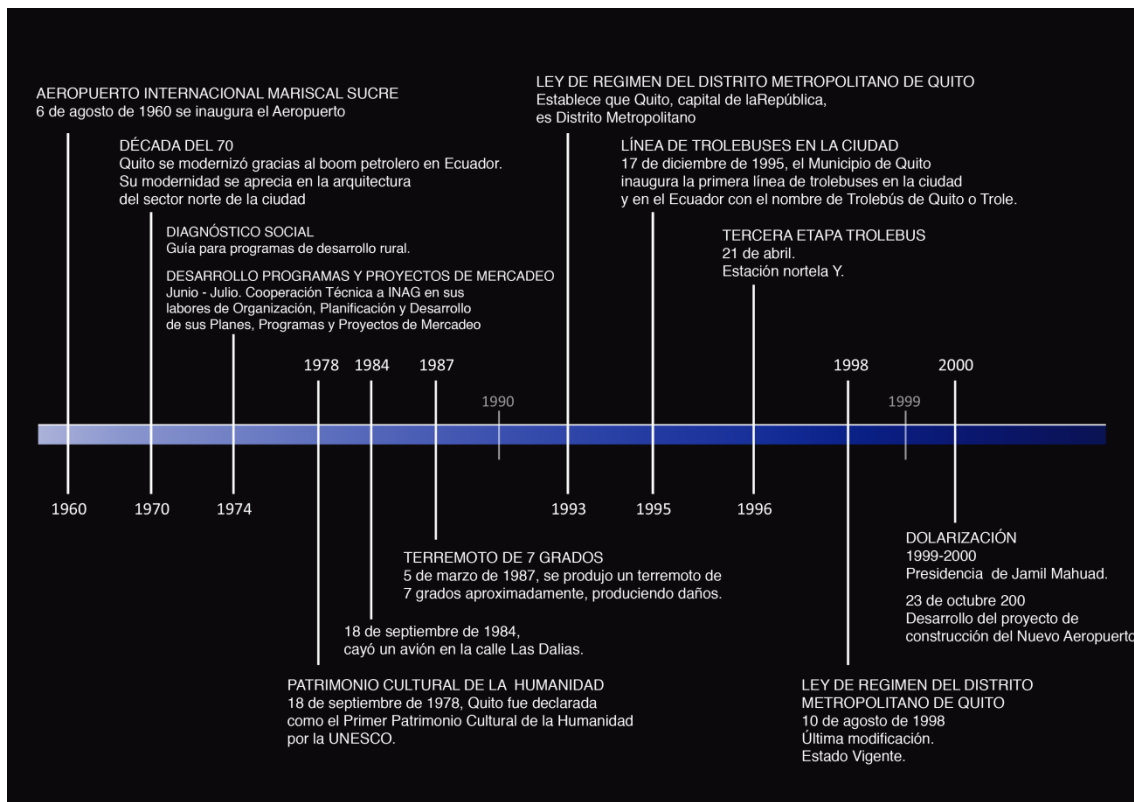 AEROPUERTO INTERNACIONAL MARISCAL SUCRE
6 de agosto de 1960 se inaugura el Aeropuerto
DÉCADA DEL 70
Quito se modernizó gracias al boom petrolero en Ecuador.
Su modernidad se aprecia en la arquitectura
del sector norte de la ciudad
DIAGNÓSTICO SOCIAL
Guía para programas de desarrollo rural.
DESARROLLO PROGRAMAS Y PROYECTOS DE MERCADEO
Junio - Julio. Cooperación Técnica a INAG en sus
labores de Organización, Planificación y Desarrollo
de sus Planes, Programas y Proyectos de Mercadeo
LEY DE REGIMEN DEL DISTRITO METROPOLITANO DE QUITO
Establece que Quito, capital de laRepública,
es Distrito Metropolitano
LÍNEA DE TROLEBUSES EN LA CIUDAD
17 de diciembre de 1995, el Municipio de Quito
inaugura la primera línea de trolebuses en la ciudad
y en el Ecuador con el nombre de Trolebús de Quito o Trole.
TERCERA ETAPA TROLEBUS
21 de abril.
Estación nortela Y.
1978 1984 1987 1998 2000
1990 1999
1960 1970 1974 1993 1995 1996
TERREMOTO DE 7 GRADOS
5 de marzo de 1987, se produjo un terremoto de
7 grados aproximadamente, produciendo daños.
18 de septiembre de 1984,
cayó un avión en la calle Las Dalias.
PATRIMONIO CULTURAL DE LA HUMANIDAD
18 de septiembre de 1978, Quito fue declarada
como el Primer Patrimonio Cultural de la Humanidad
por la UNESCO.
DOLARIZACIÓN
1999-2000
Presidencia de Jamil Mahuad.
23 de octubre 200
Desarrollo del proyecto de
construcción del Nuevo Aeropuerto
LEY DE REGIMEN DEL DISTRITO
METROPOLITANO DE QUITO
10 de agosto de 1998
Última modificación.
Estado Vigente.